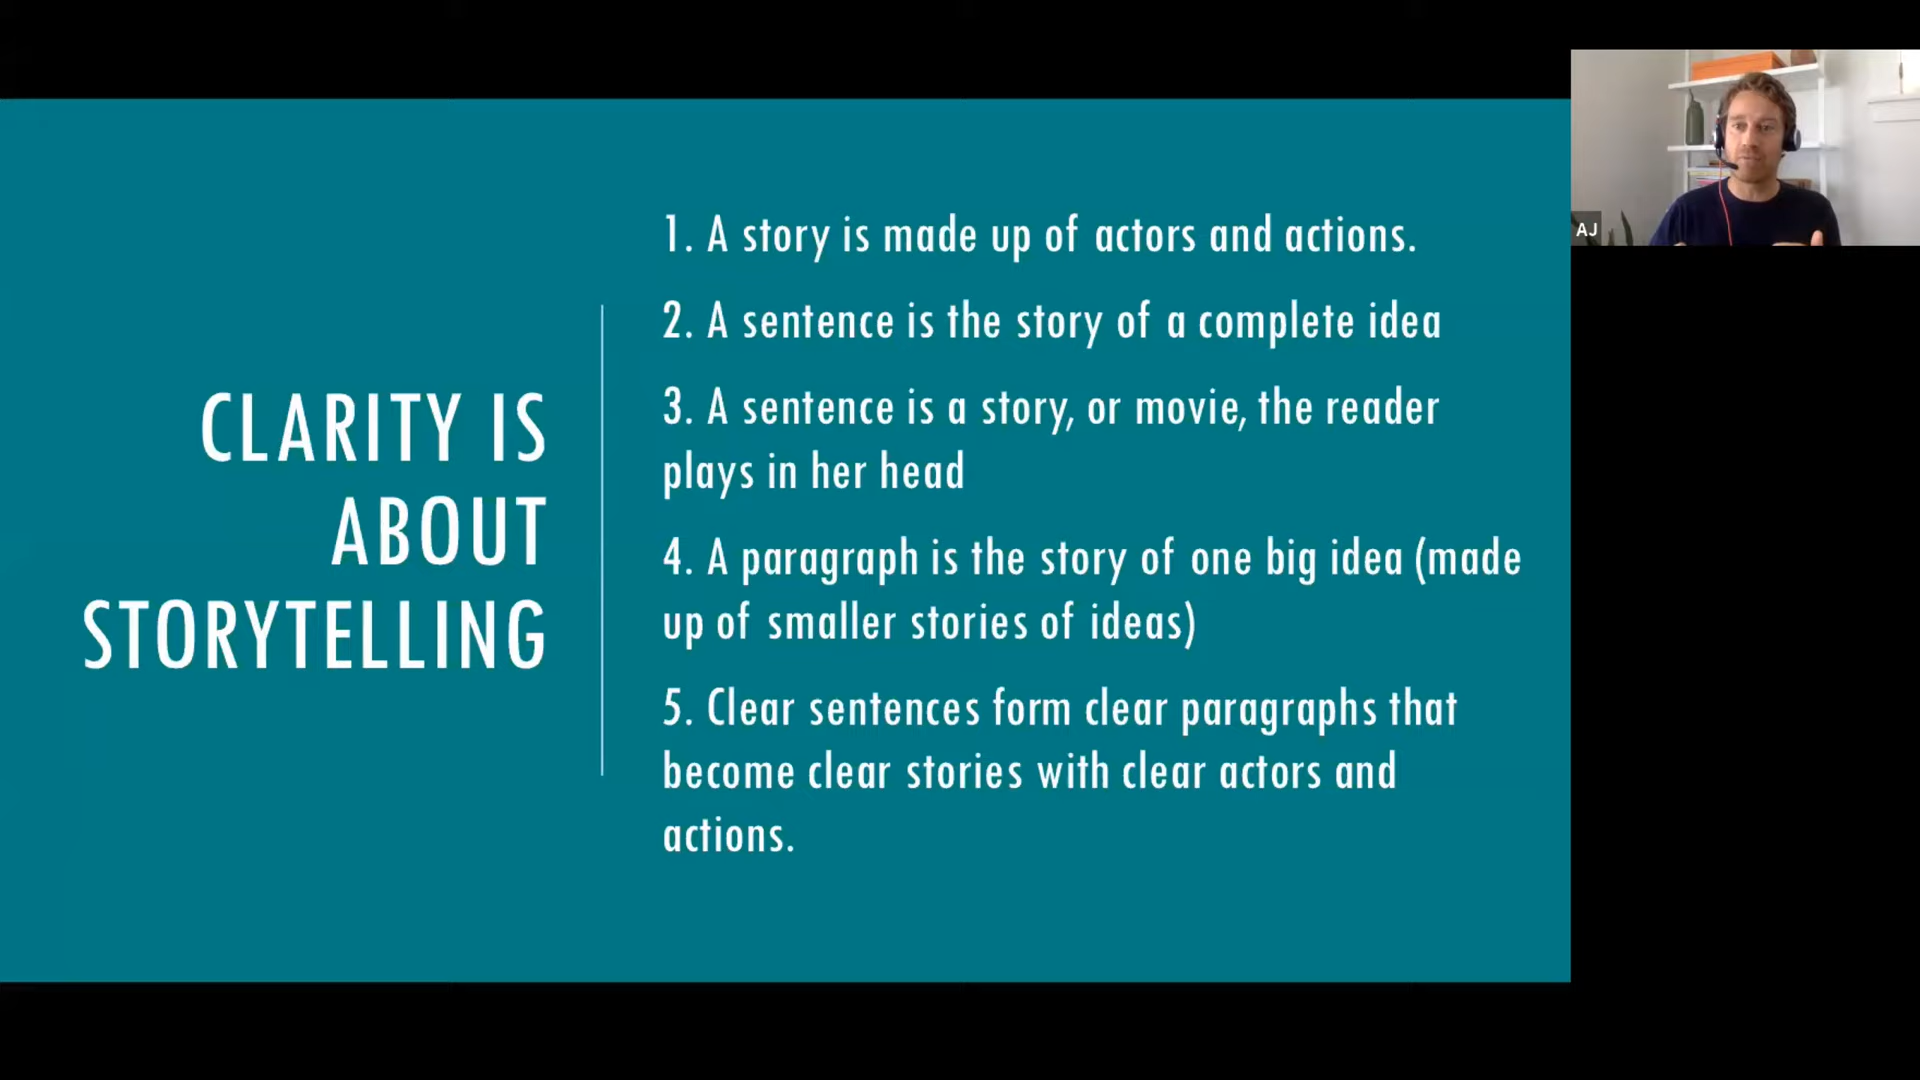 CLARITY IS
ABOUT
STORYTELLING
1. A story is made up of actors and actions.
2. A sentence is the story of a complete idea
3. A sentence is a story, or movie, the reader
plays in her head
4. A paragraph is the story of one big idea (made
up of smaller stories of ideas)
5. Clear sentences form clear paragraphs that
become clear stories with clear actors and
actions.
AJ